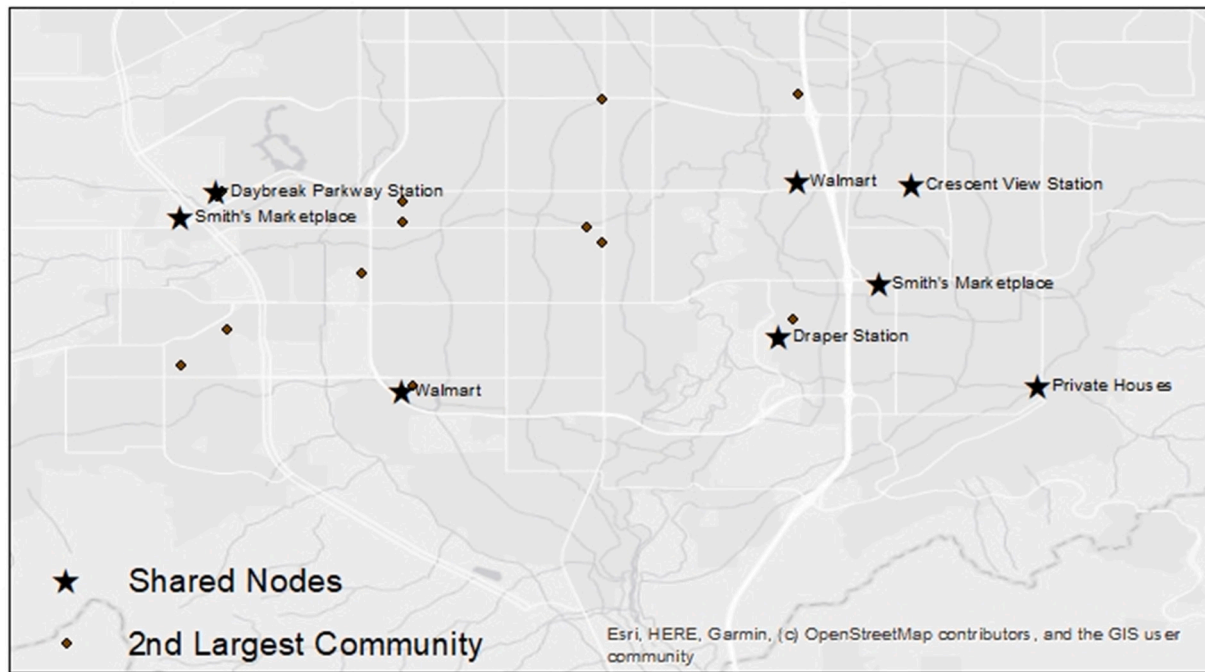 Walmart
Crescent View Station
Daybreak Parkway Station
Smith's Marketplace
Smith's Marketplace
Draper Station
Private Houses
Walmart
Shared Nodes
2nd Largest Community
Esri, HERE, Garmin, (c) OpenStreetMap contributors, and the GIS user
community